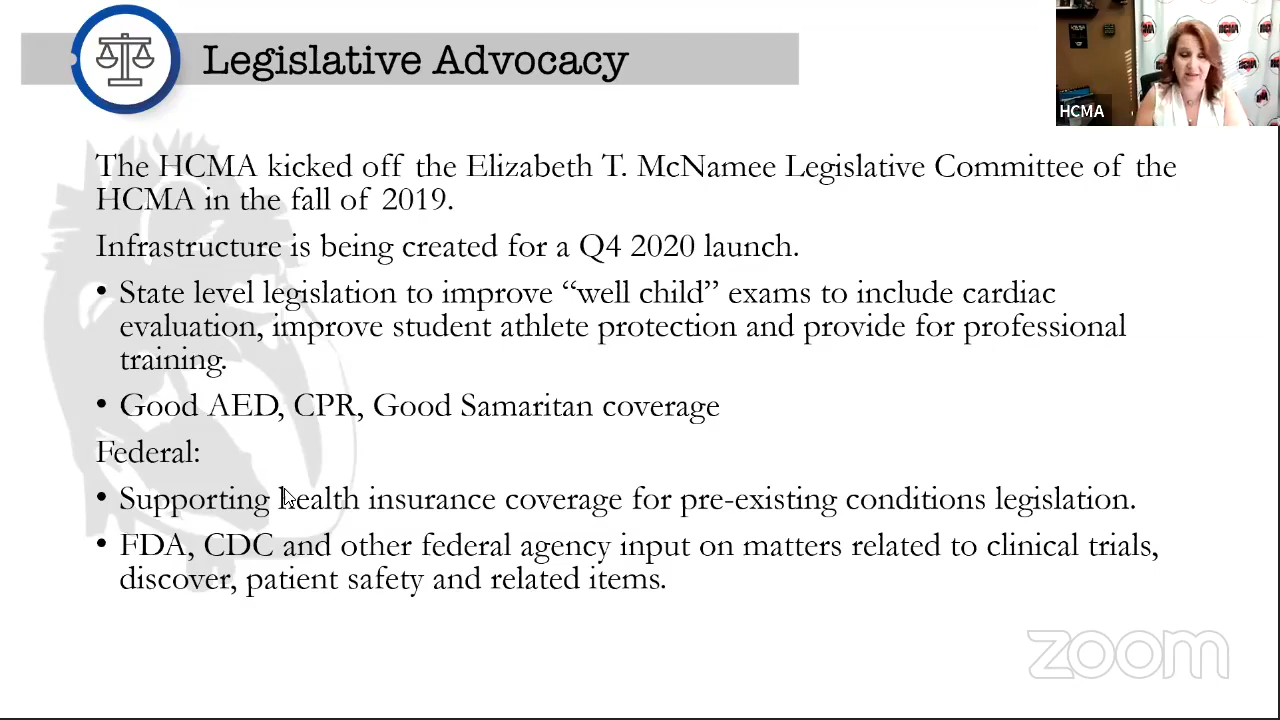 Legislative Advocacy
HCMA
The HCMA kicked off the Elizabeth T. McNamee Legislative Committee of the
HCMA in the fall of 2019.
Infrastructure is being created for a Q4 2020 launch.
• State level legislation to improve “well child” exams to include cardiac
evaluation, improve student athlete protection and provide for professional
training.
• Good AED, CPR, Good Samaritan coverage
Federal:
• Supporting health insurance coverage for pre-existing conditions legislation.
• FDA, CDC and other federal agency input on matters related to clinical trials,
discover, patient safety and related items.
zoom